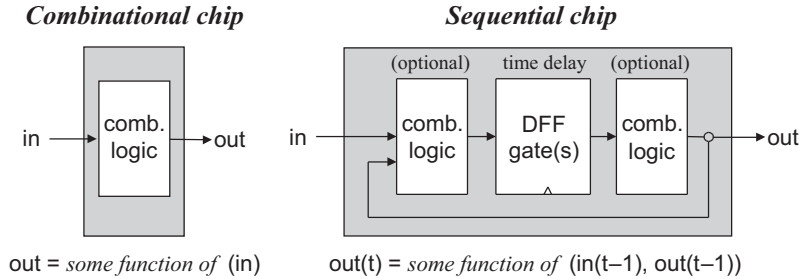 Combinational chip
in
comb.
logic
out
out = some function of (in)
Sequential chip
(optional) time delay (optional)
in
comb.
logic
DFF
gate(s)
comb.
logic
out
out(t) = some function of (in(t–1), out(t–1))